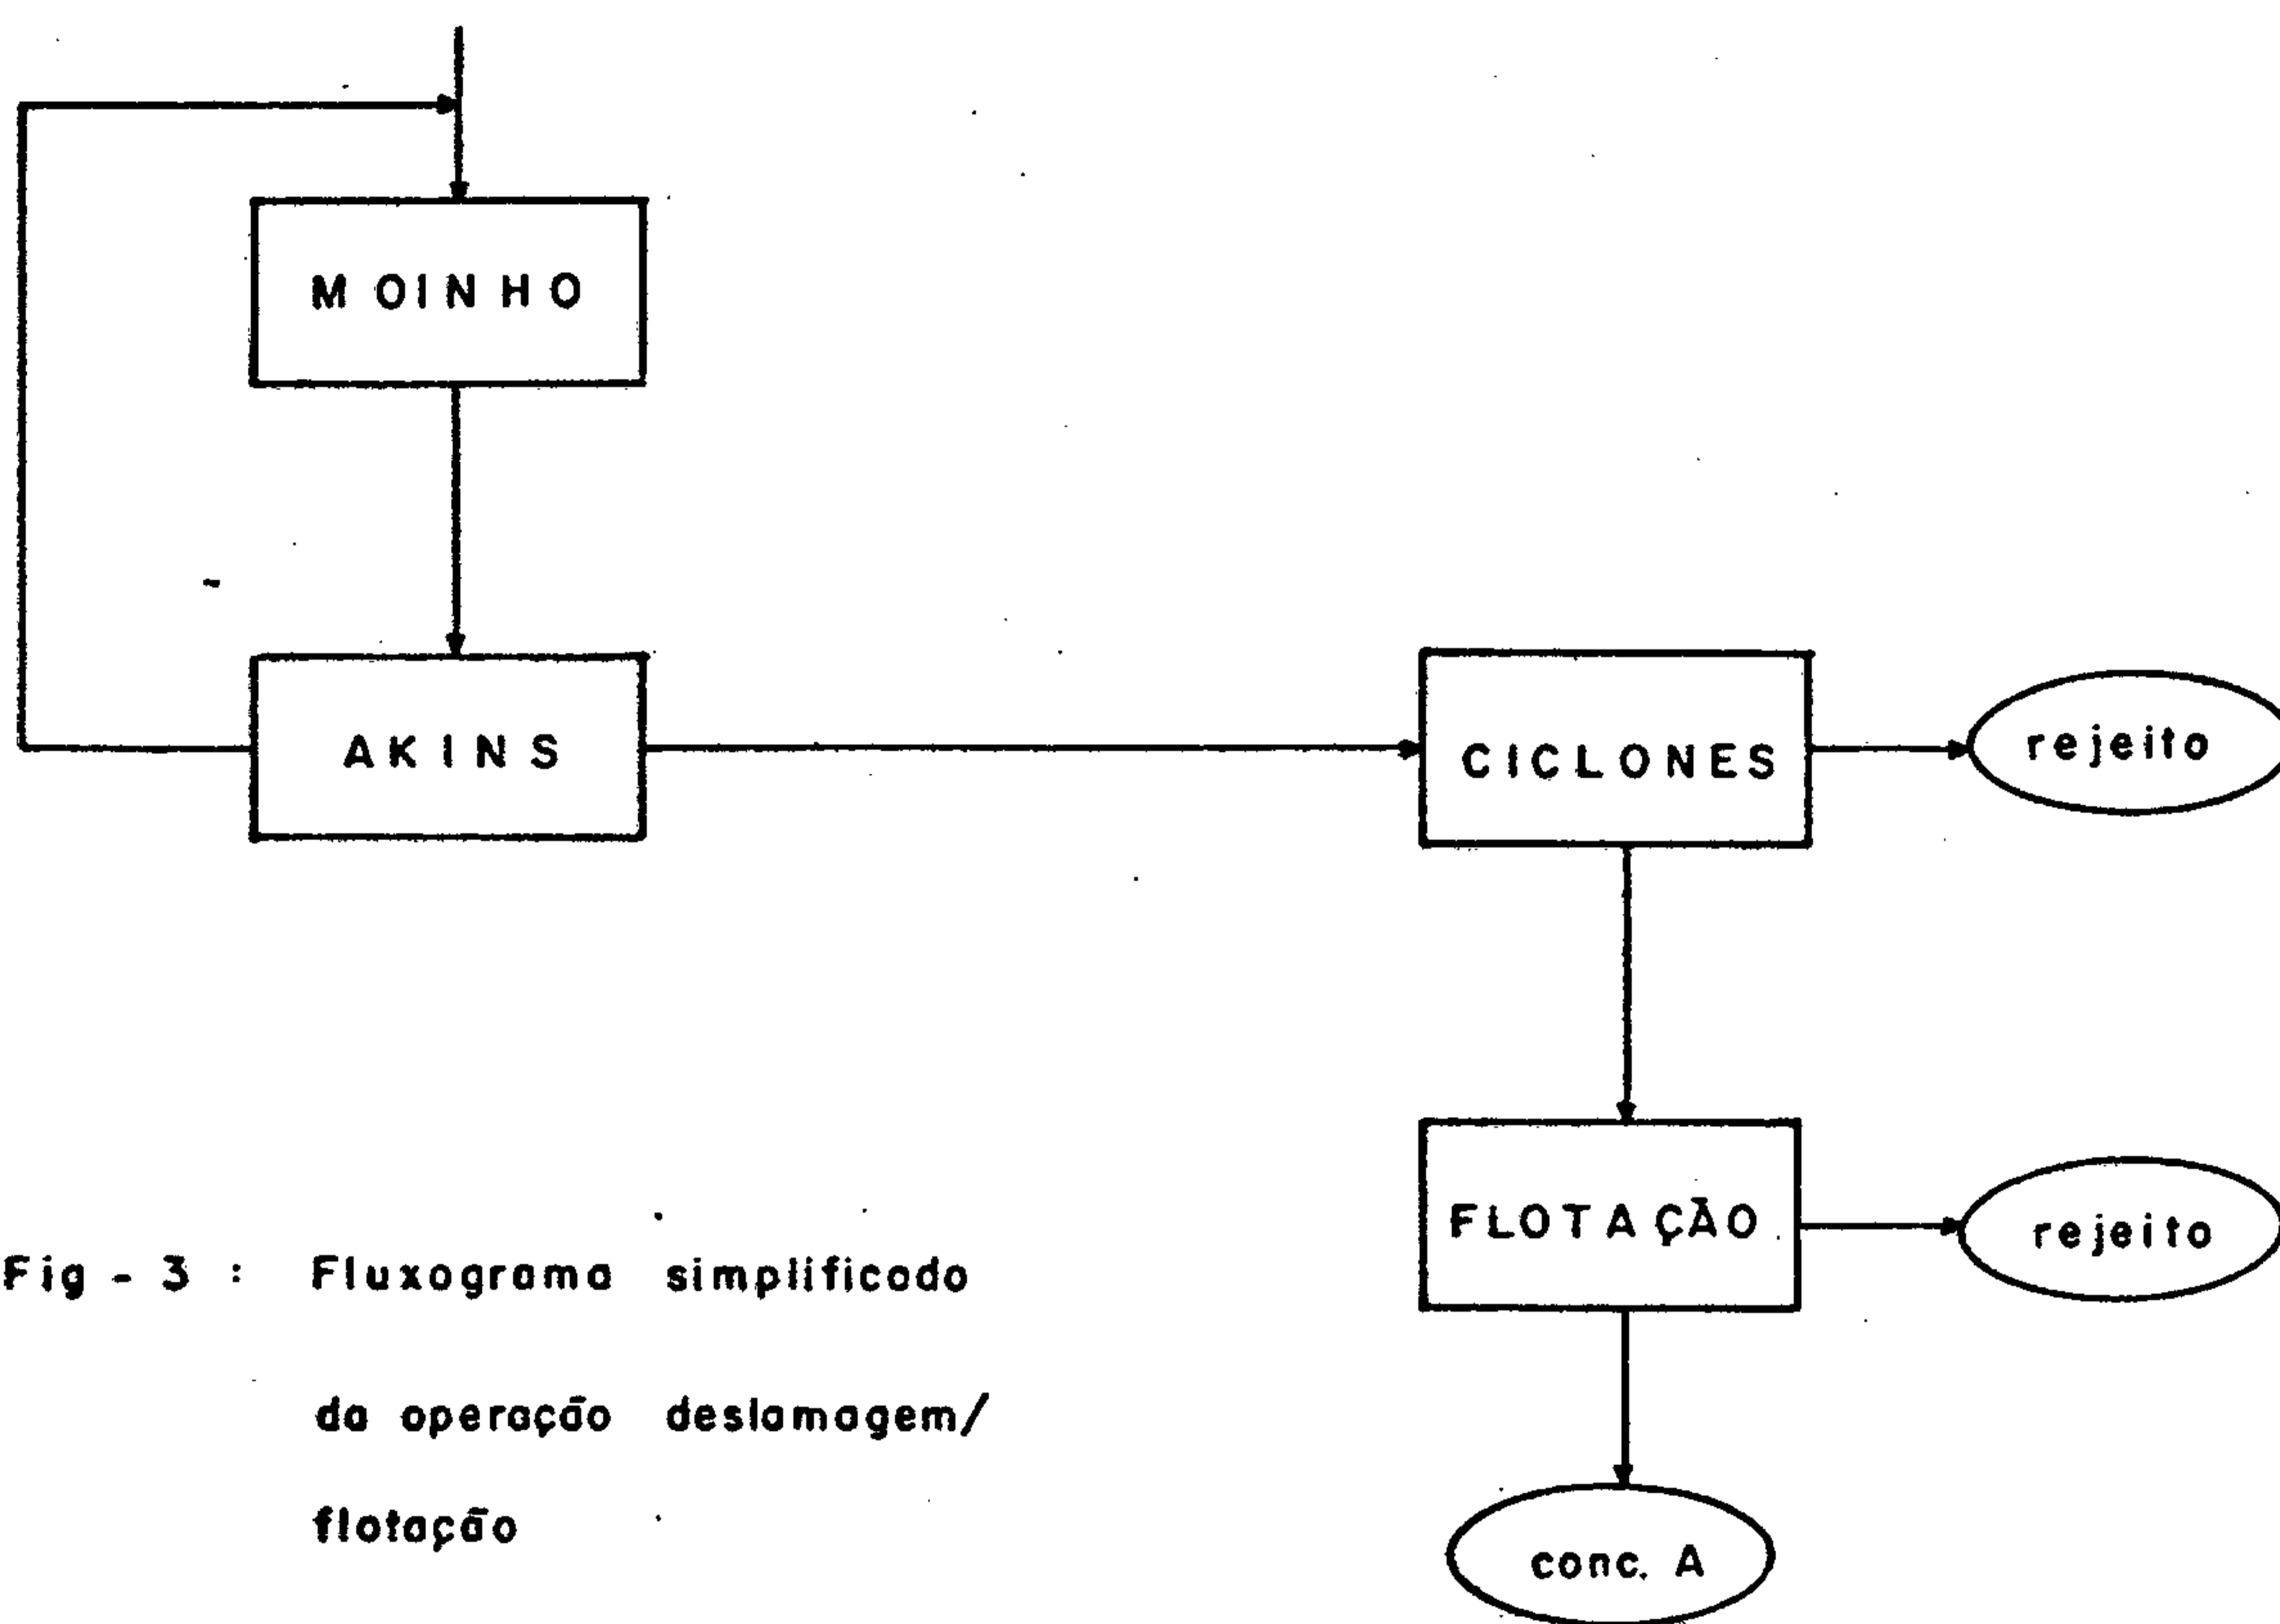 MOINHO
AKINS
CICLONES
rejeito
FLOTAÇÃO
rejeito
Fig - 3 : Fluxograma simplificado
da operação deslamagem/
flotação
conc. A